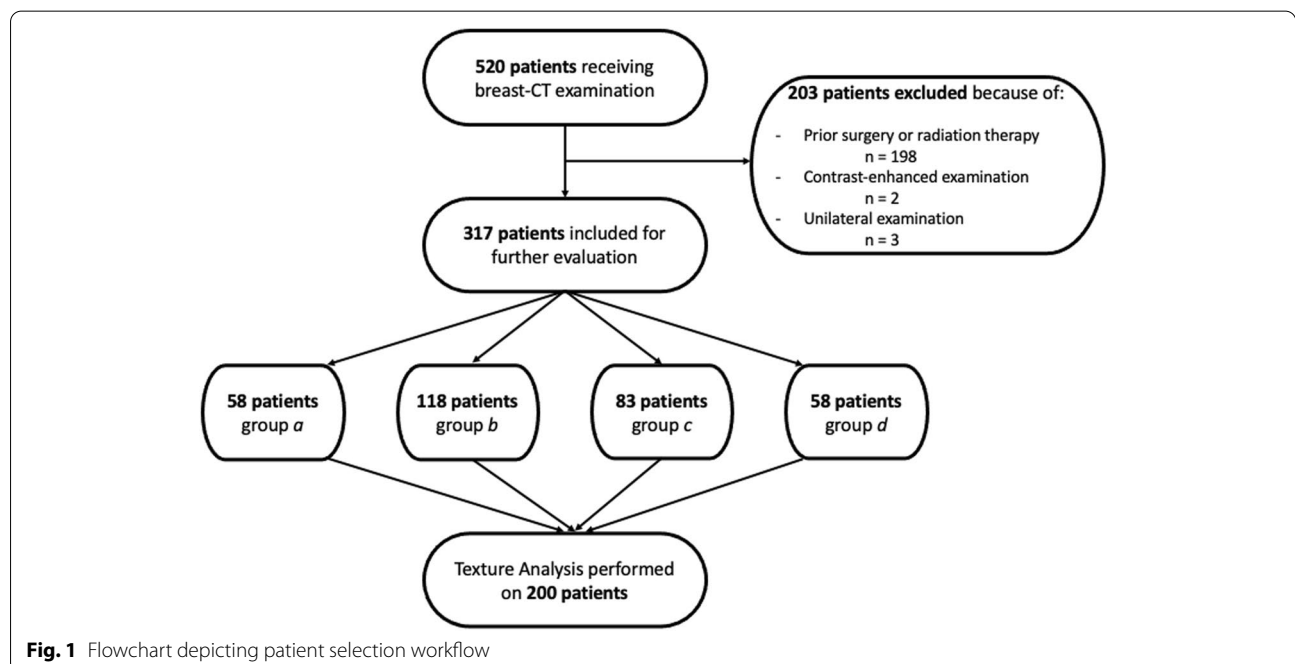 520 patients receiving
breast-CT examination
203 patients excluded because of:
- Prior surgery or radiation therapy
n = 198
- Contrast-enhanced examination
n = 2
- Unilateral examination
n = 3
317 patients included for
further evaluation
58 patients
group a
118 patients
group b
83 patients
group c
58 patients
group d
Texture Analysis performed
on 200 patients
Fig. 1 Flowchart depicting patient selection workflow